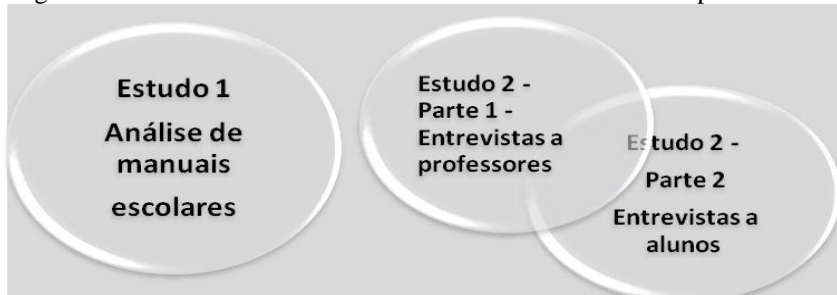 Estudo 1
Análise de
manuais
escolares
Estudo 2 -
Parte 1 -
Entrevistas a
professores
Estudo 2 -
Parte 2
Entrevistas a
alunos